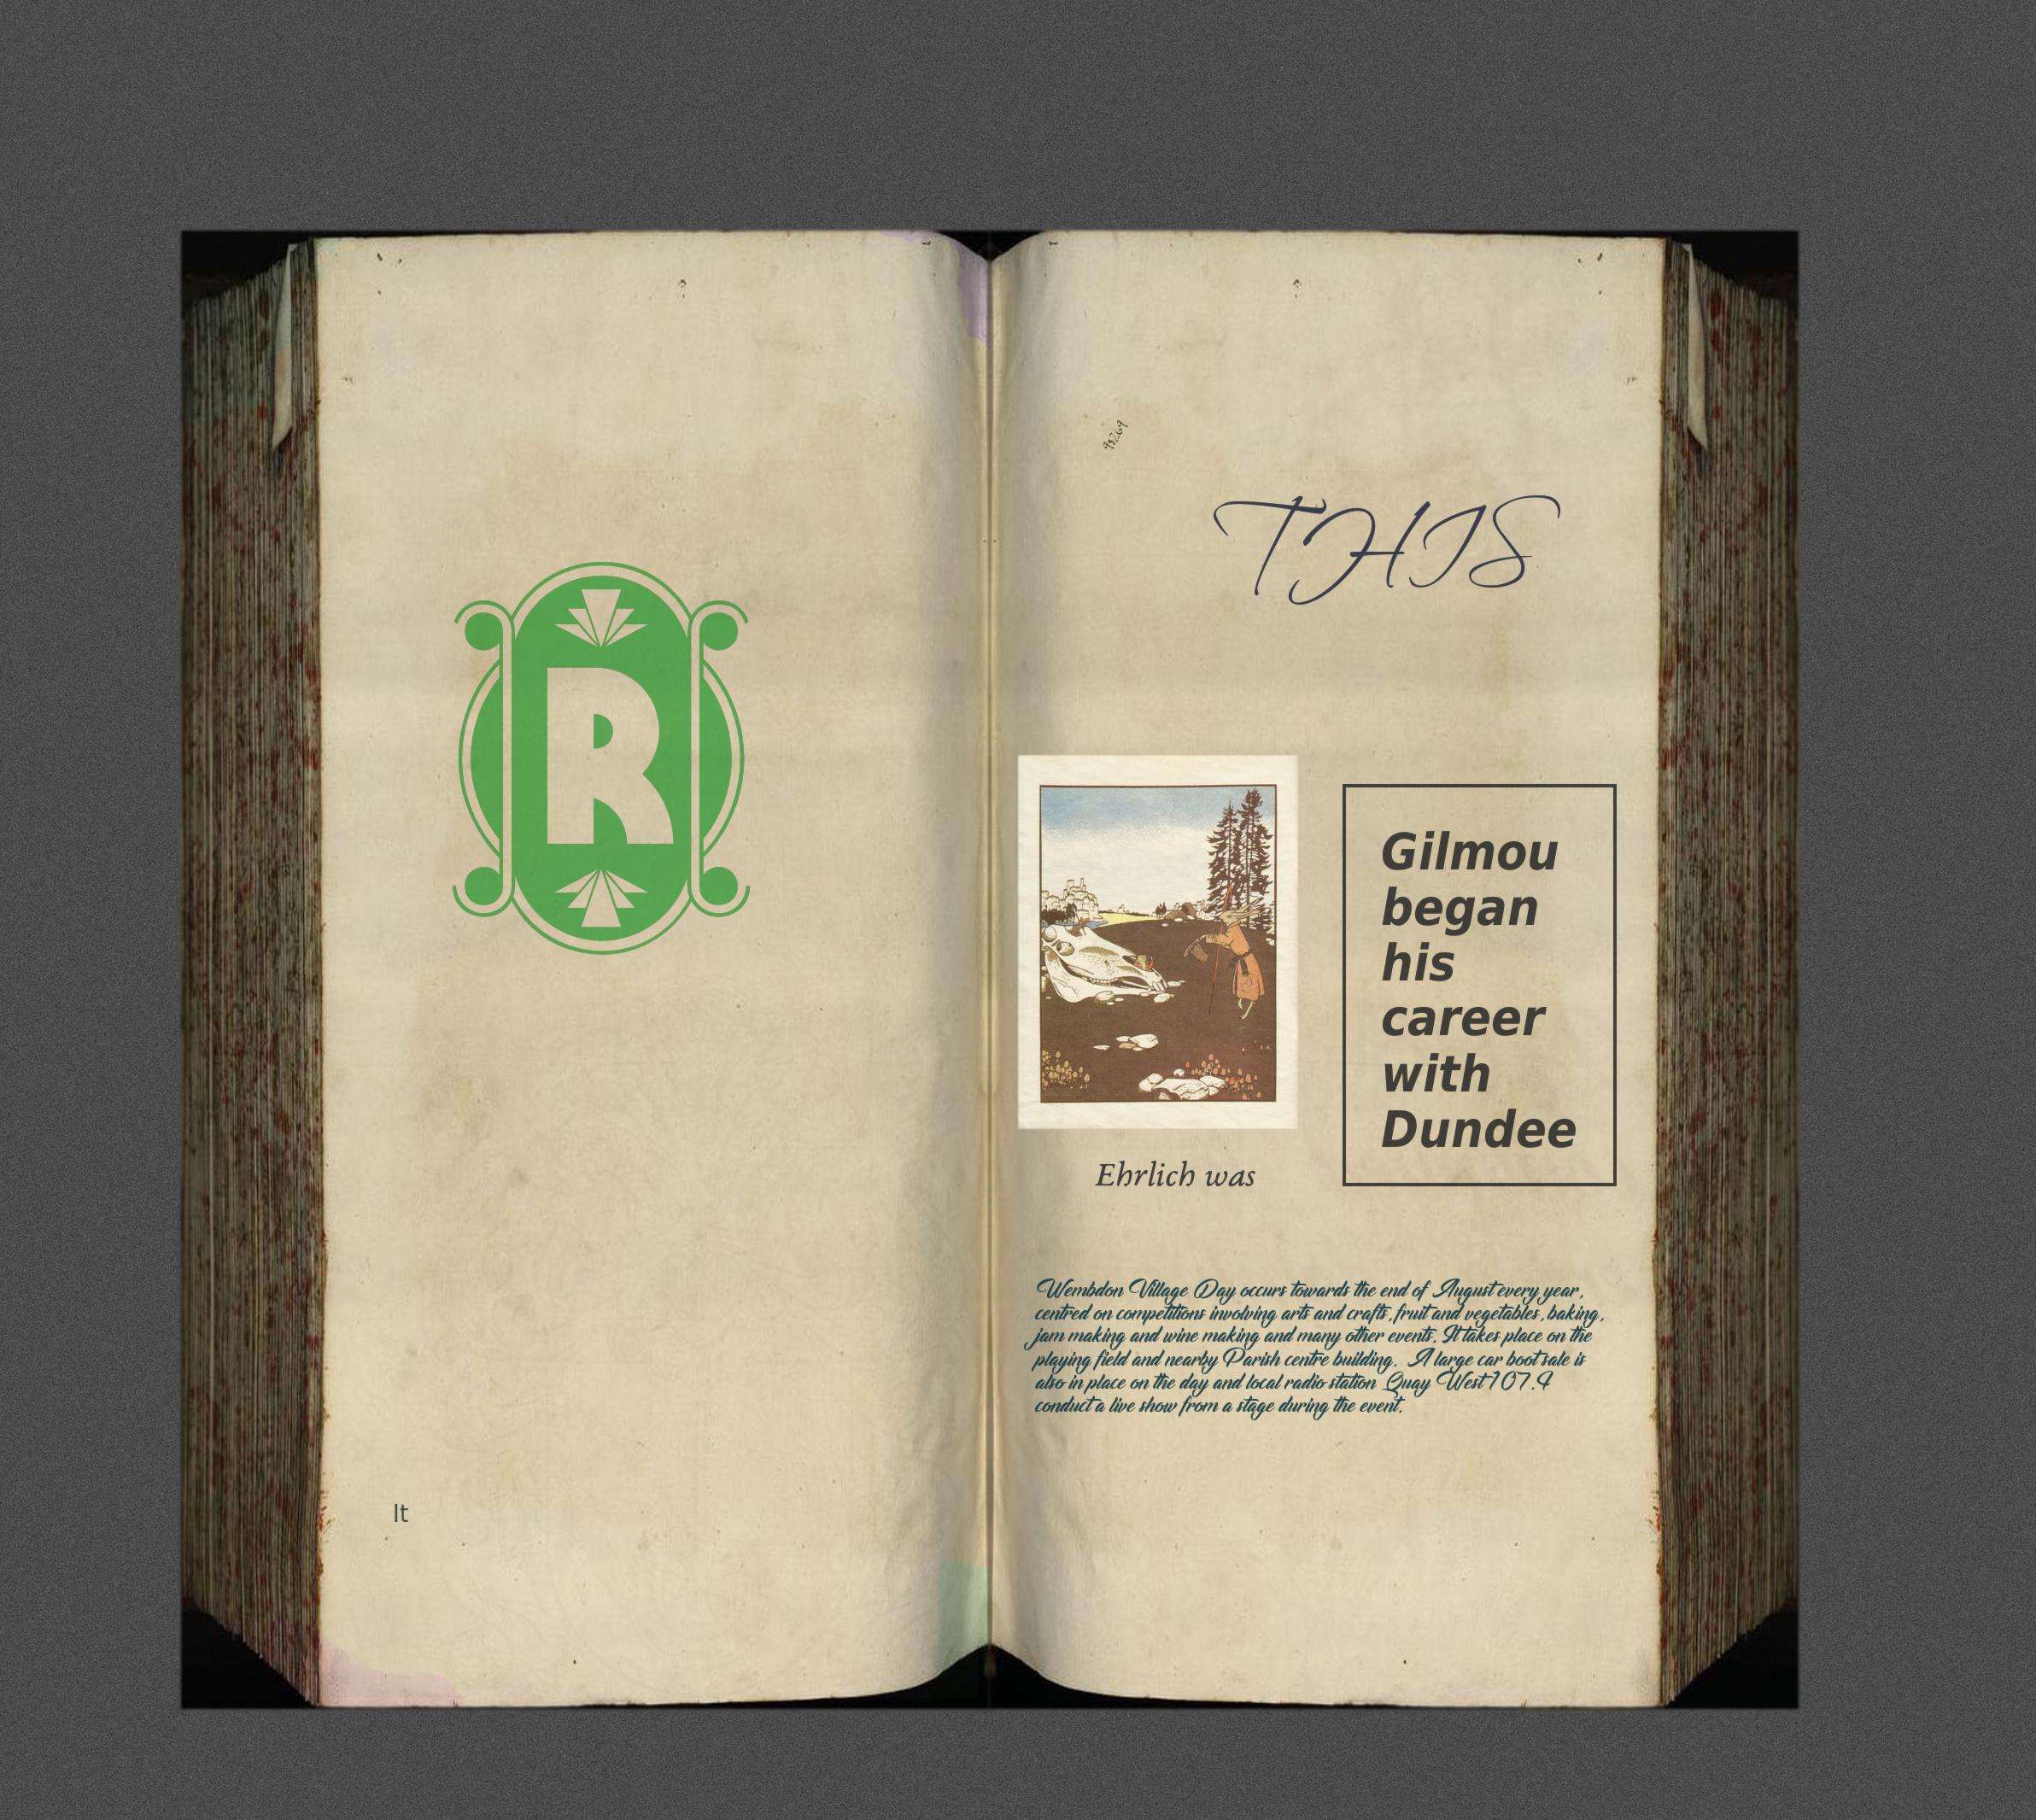 R
It
THIS
Gilmou
began
his
career
with
Dundee
Ehrlich was
Wembdon Village Day occurs towards the end of August every year,
centred on competitions involving arts and crafts, fruit and vegetables, baking,
jam making and wine making and many other events. It takes place on the
playing field and nearby Parish centre building. A large car boot sale is
also in place on the day and local radio station Quay West 107.4
conduct a live show from a stage during the event.